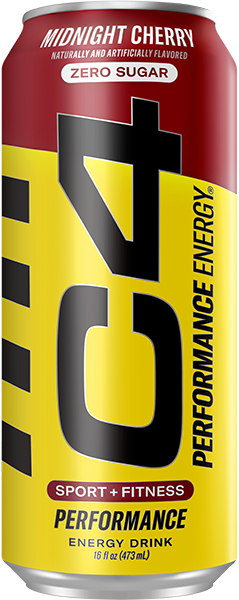 MIDNIGHT CHERRY
NATURALLY AND ARTIFICIALLY FLAVORED
ZERO SUGAR
C4
PERFORMANCE ENERGY®
SPORT + FITNESS
PERFORMANCE
ENERGY DRINK
16 fl oz (473 mL)